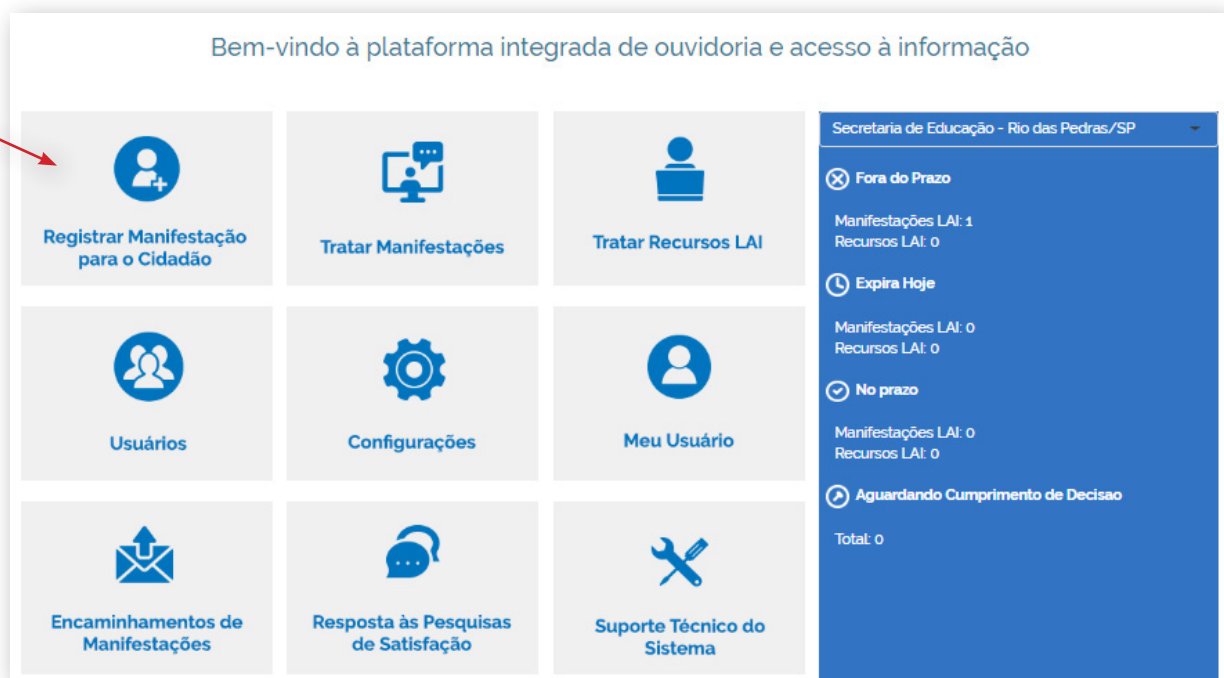 Bem-vindo à plataforma integrada de ouvidoria e acesso à informação
Registrar Manifestação
para o Cidadão
Tratar Manifestações
Tratar Recursos LAI
Usuários
Configurações
Meu Usuário
Encaminhamentos de
Manifestações
Resposta às Pesquisas
de Satisfação
Suporte Técnico do
Sistema
Secretaria de Educação - Rio das Pedras/SP
Fora do Prazo
Manifestações LAI: 1
Recursos LAI: 0
Expira Hoje
Manifestações LAI: 0
Recursos LAI: 0
No prazo
Manifestações LAI: 0
Recursos LAI: 0
Aguardando Cumprimento de Decisao
Total: 0